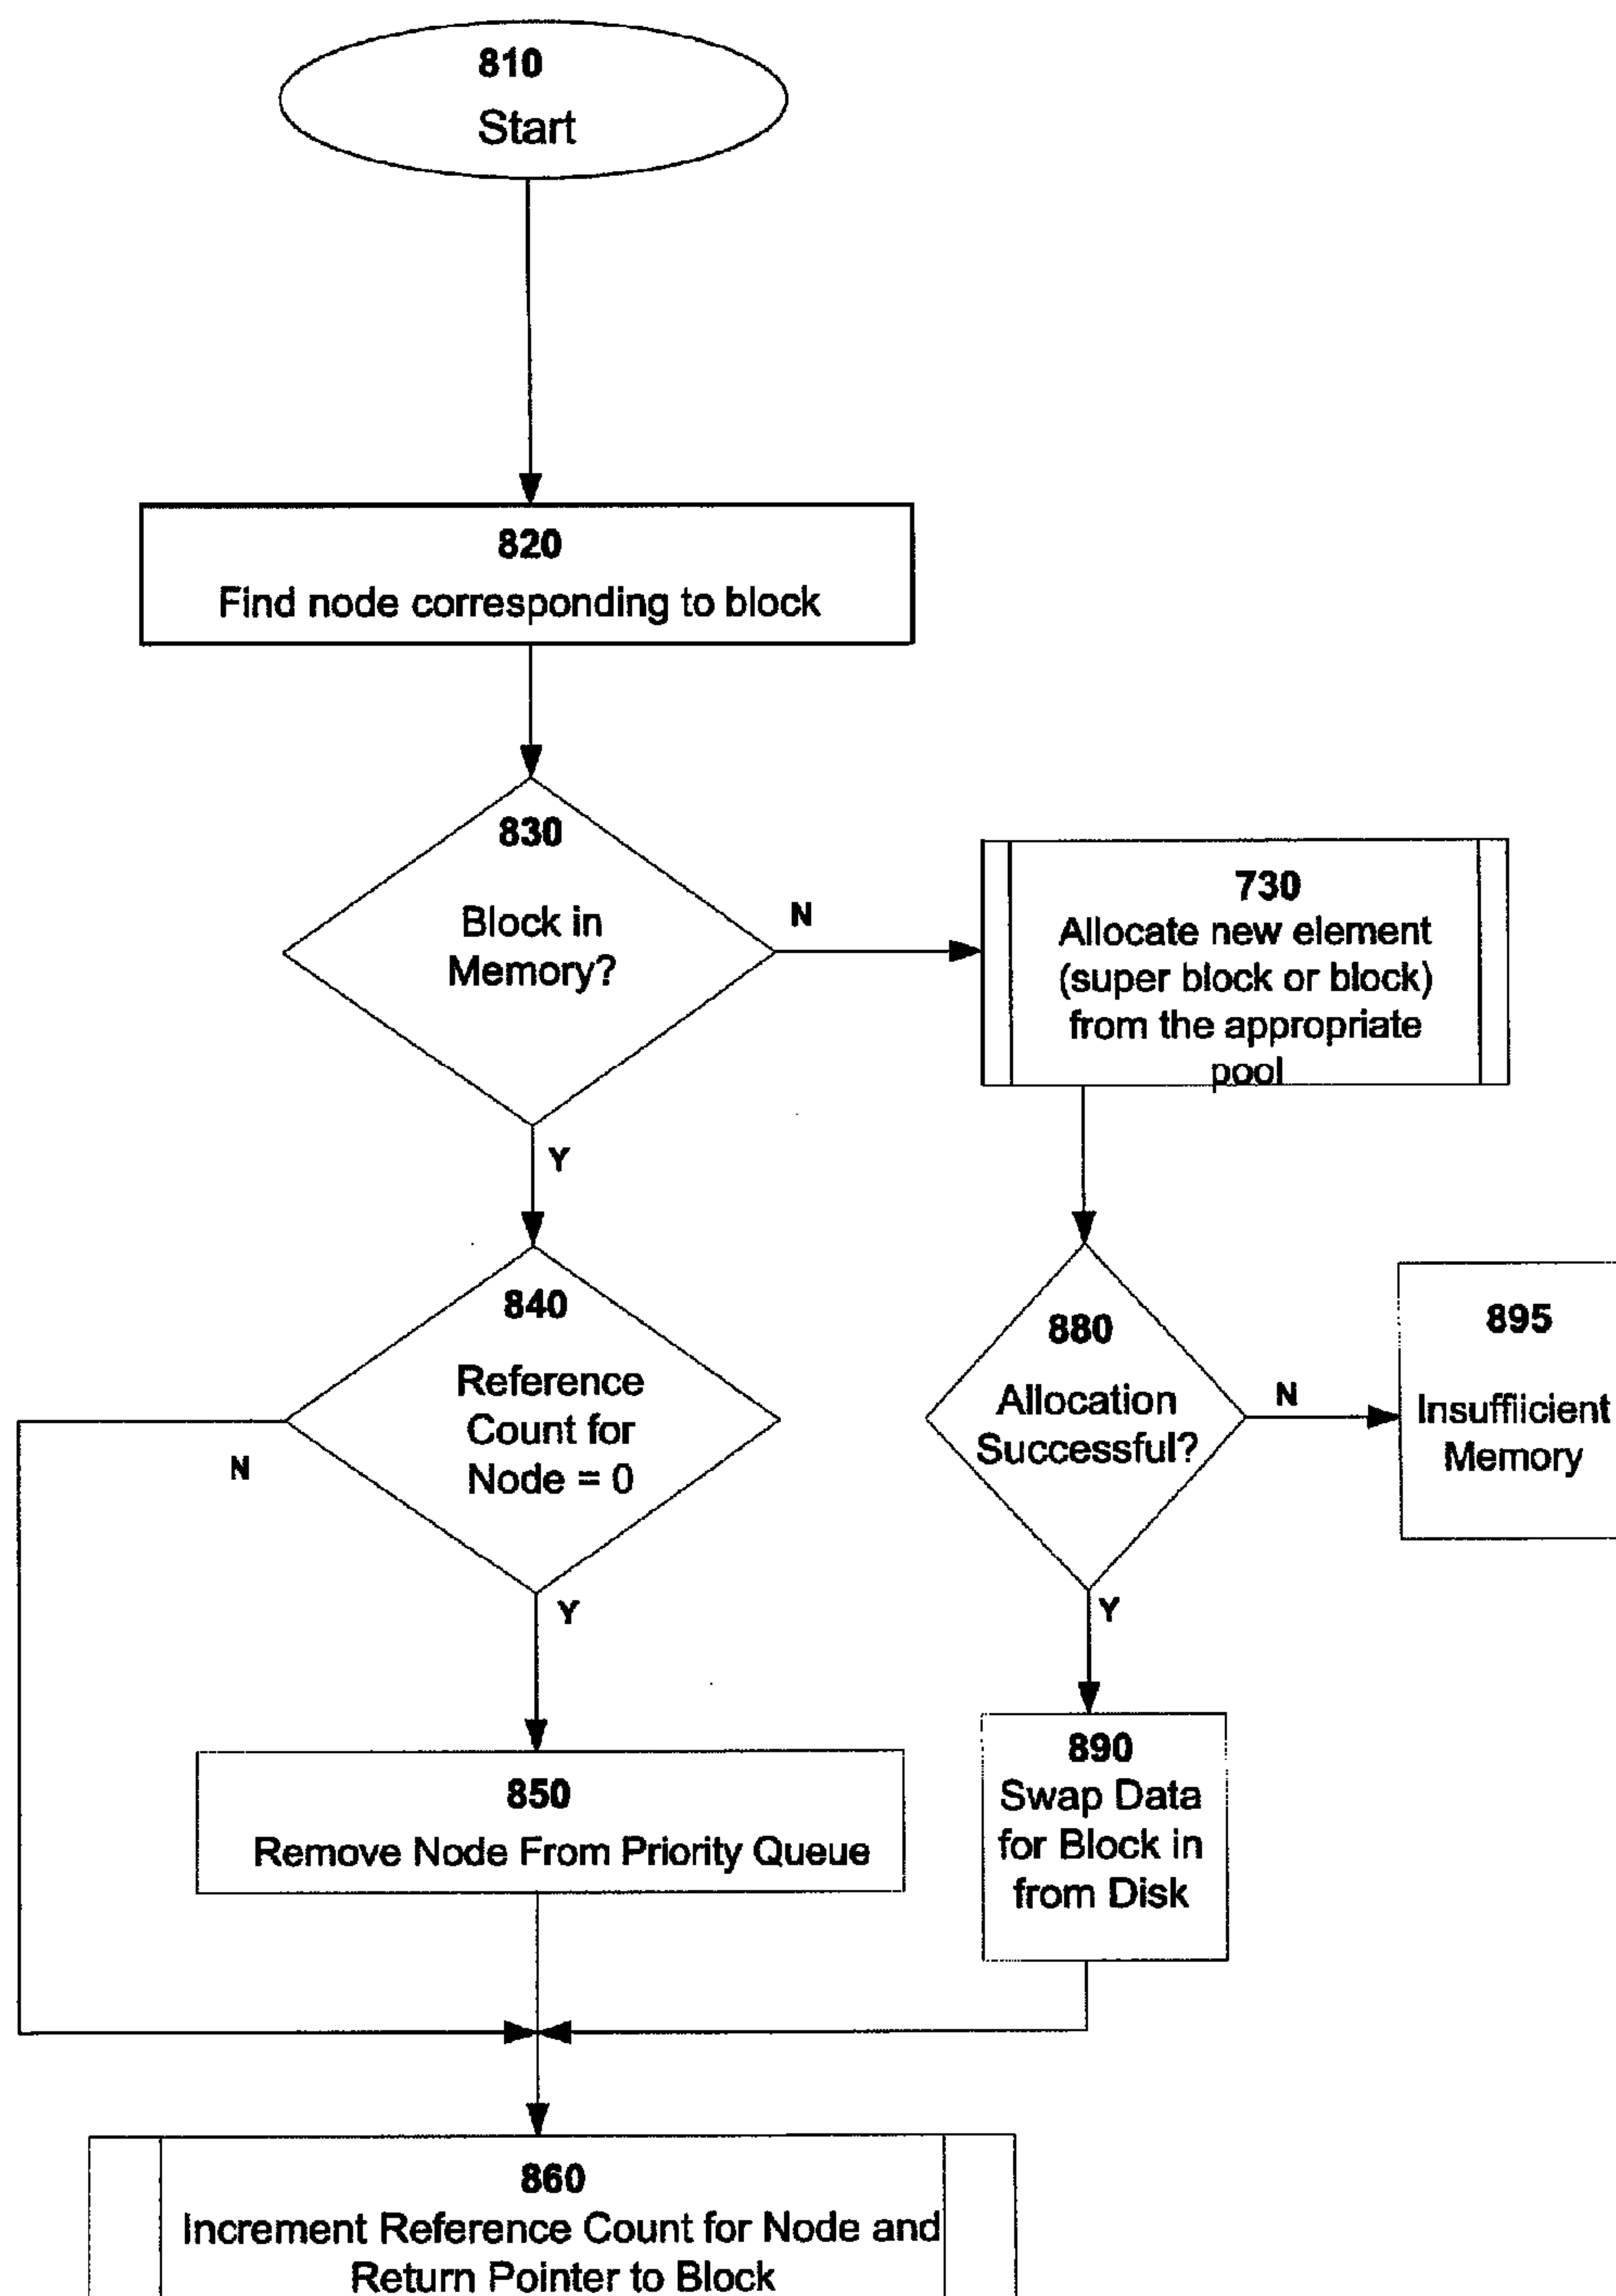 810
Start
820
Find node corresponding to block
830
Block in
Memory?
N
730
Allocate new element
(super block or block)
from the appropriate
pool
Y
840
Reference
Count for
Node = 0
N
Y
880
Allocation
Successful?
N
895
Insuffiicient
Memory
Y
850
Remove Node From Priority Queue
890
Swap Data
for Block in
from Disk
860
Increment Reference Count for Node and
Return Pointer to Block